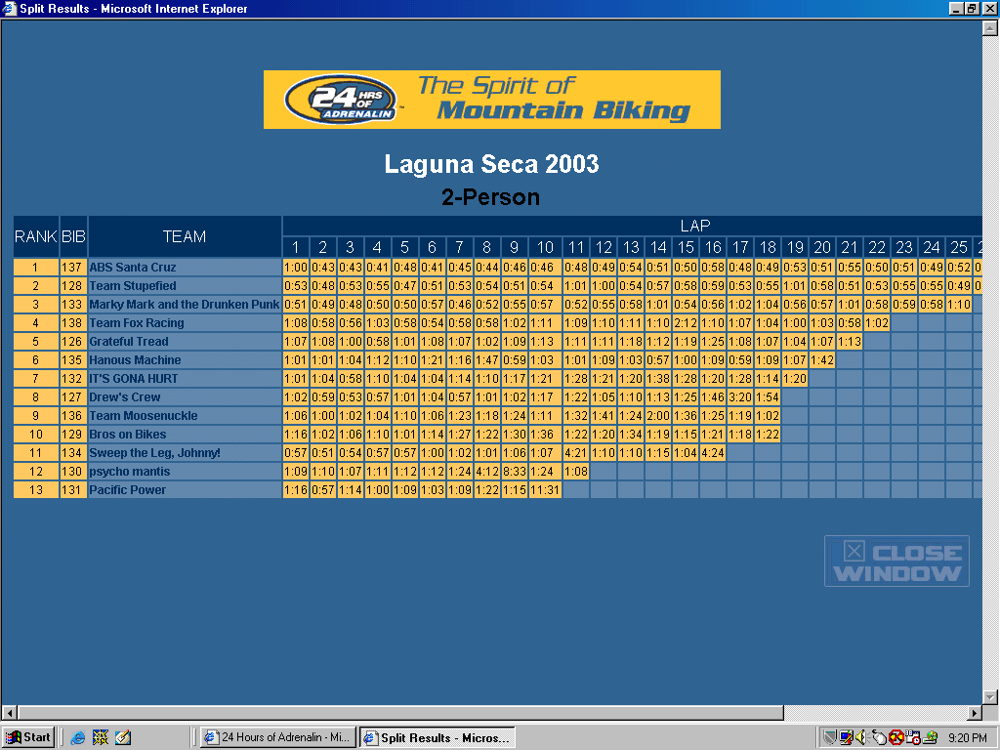 Split Results - Microsoft Internet Explorer
24 HRS OF ADRENALIN ™ The Spirit of Mountain Biking
Laguna Seca 2003
2-Person
RANK BIB TEAM LAP
1 2 3 4 5 6 7 8 9 10 11 12 13 14 15 16 17 18 19 20 21 22 23 24 25 2
1 137 ABS Santa Cruz 1:00 0:43 0:43 0:41 0:48 0:41 0:45 0:44 0:46 0:46 0:48 0:49 0:54 0:51 0:50 0:58 0:48 0:49 0:53 0:51 0:55 0:50 0:51 0:49 0:52 0
2 128 Team Stupefied 0:53 0:48 0:53 0:55 0:47 0:51 0:53 0:54 0:51 0:54 1:01 1:00 0:54 0:57 0:58 0:59 0:53 0:55 1:01 0:58 0:51 0:53 0:55 0:55 0:49 0
3 133 Marky Mark and the Drunken Punk 0:51 0:49 0:48 0:50 0:50 0:57 0:46 0:52 0:55 0:57 0:52 0:55 0:58 1:01 0:54 0:56 1:02 1:04 0:56 0:57 1:01 0:58 0:59 0:58 1:10
4 138 Team Fox Racing 1:08 0:58 0:56 1:03 0:58 0:54 0:58 0:58 1:02 1:11 1:09 1:10 1:11 1:10 2:12 1:10 1:07 1:04 1:00 1:03 0:58 1:02
5 126 Grateful Tread 1:07 1:08 1:00 0:58 1:01 1:08 1:07 1:02 1:09 1:13 1:11 1:11 1:18 1:12 1:19 1:25 1:08 1:07 1:04 1:07 1:13
6 135 Hanous Machine 1:01 1:01 1:04 1:12 1:10 1:21 1:16 1:47 0:59 1:03 1:01 1:09 1:03 0:57 1:00 1:09 0:59 1:09 1:07 1:42
7 132 IT'S GONA HURT 1:01 1:04 0:58 1:10 1:04 1:04 1:14 1:10 1:17 1:21 1:28 1:21 1:20 1:38 1:28 1:20 1:28 1:14 1:20
8 127 Drew's Crew 1:02 0:59 0:53 0:57 1:01 1:04 0:57 1:01 1:02 1:17 1:22 1:05 1:10 1:13 1:25 1:46 3:20 1:54
9 136 Team Moosenuckle 1:06 1:00 1:02 1:04 1:10 1:06 1:23 1:18 1:24 1:11 1:32 1:41 1:24 2:00 1:36 1:25 1:19 1:02
10 129 Bros on Bikes 1:16 1:02 1:06 1:10 1:01 1:14 1:27 1:22 1:30 1:36 1:22 1:20 1:34 1:19 1:15 1:21 1:18 1:22
11 134 Sweep the Leg, Johnny! 0:57 0:51 0:54 0:57 0:57 1:00 1:02 1:01 1:06 1:07 4:21 1:10 1:10 1:15 1:04 4:24
12 130 psycho mantis 1:09 1:10 1:07 1:11 1:12 1:12 1:24 4:12 8:33 1:24 1:08
13 131 Pacific Power 1:16 0:57 1:14 1:00 1:09 1:03 1:09 1:22 1:15 11:31
CLOSE
WINDOW
Start 24 Hours of Adrenalin - Mi... Split Results - Micros... 9:20 PM